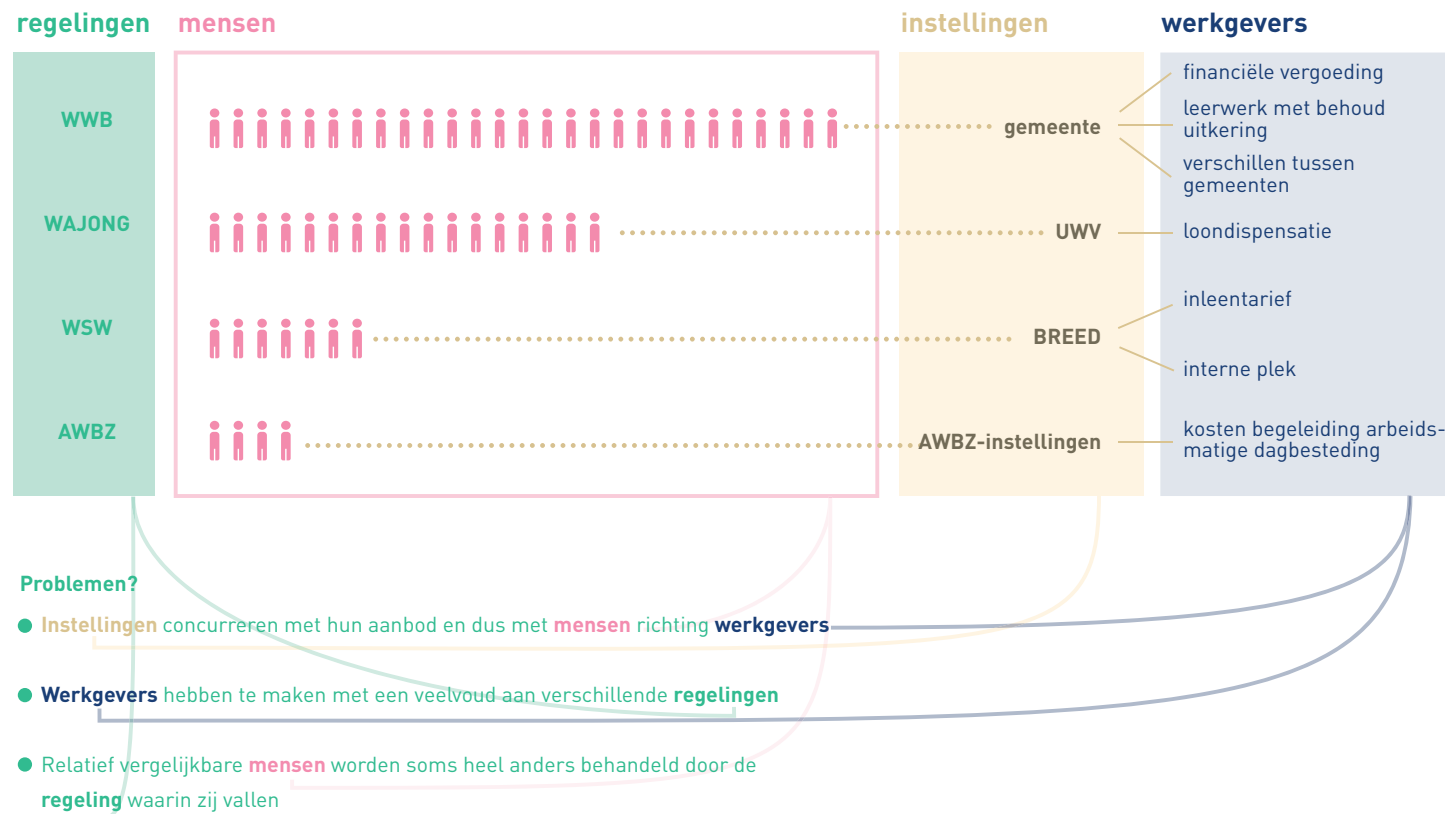 regelingen mensen instellingen werkgevers
WWB
gemeente
financiële vergoeding
leerwerk met behoud
uitkering
verschillen tussen
gemeenten
WAJONG
UWV
loondispensatie
WSW
BREED
inleentarief
interne plek
AWBZ
AWBZ-instellingen
kosten begeleiding arbeids-
matige dagbesteding
Problemen?
● Instellingen concurreren met hun aanbod en dus met mensen richting werkgevers
● Werkgevers hebben te maken met een veelvoud aan verschillende regelingen
● Relatief vergelijkbare mensen worden soms heel anders behandeld door de
regeling waarin zij vallen